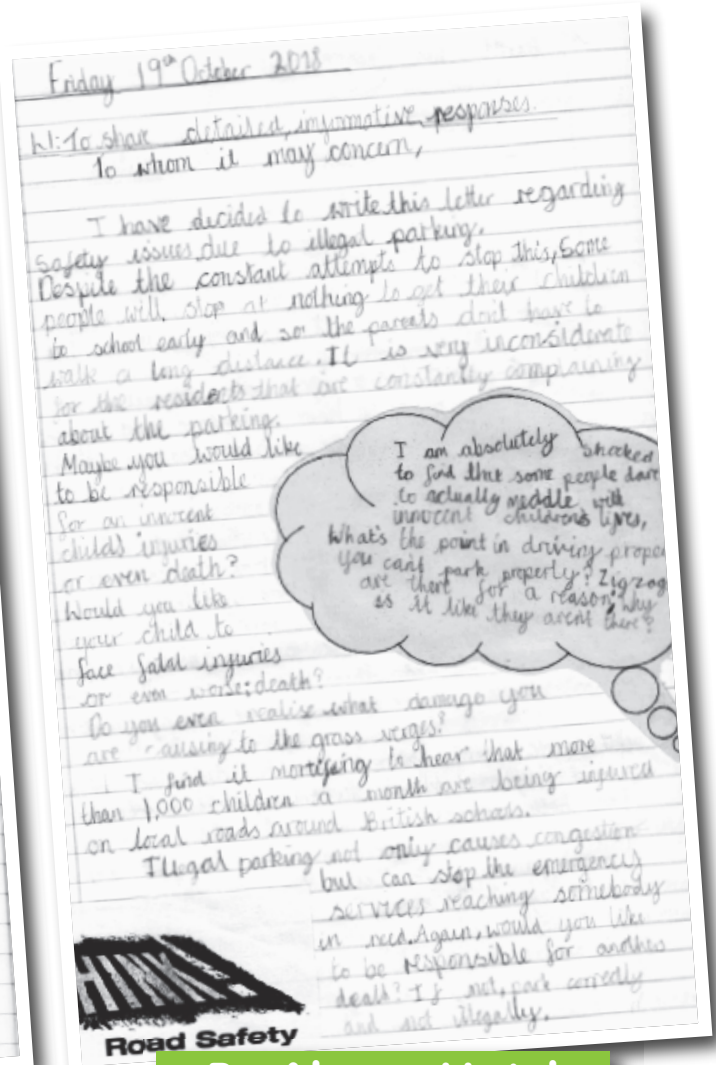 Friday 19th October 2018
LI: To share detailed, informative responses.
To whom it may concern,
I have decided to write this letter regarding
safety issues due to illegal parking.
Despite the constant attempts to stop this, Some
people will stop at nothing to get their children
to school early and so the parents don't have to
walk a long distance. It is very inconsiderate
for the residents that are constantly complaining
about the parking.
Maybe you would like
to be responsible
for an innocent
childs injuries
or even death?
Would you like
your child to
face fatal injuries
or even worse: death?
Do you even realise what damage you
are causing to the grass verges?
I am absolutely shocked
to find that some people dare
to actually meddle with
innocent children's lives,
What's the point in driving
you can't park properly? Zigzag
are there for a reason, why
is it like they arent there?
I find it mortifying to hear that more
than 1,000 children a month are being injured
on local roads around British schools.
Illegal parking not only causes congestion
but can stop the emergency
services reaching somebody
in need. Again, would you like
to be responsible for another
death? If not, park correctly
and not illegally.
THINK!
Road Safety